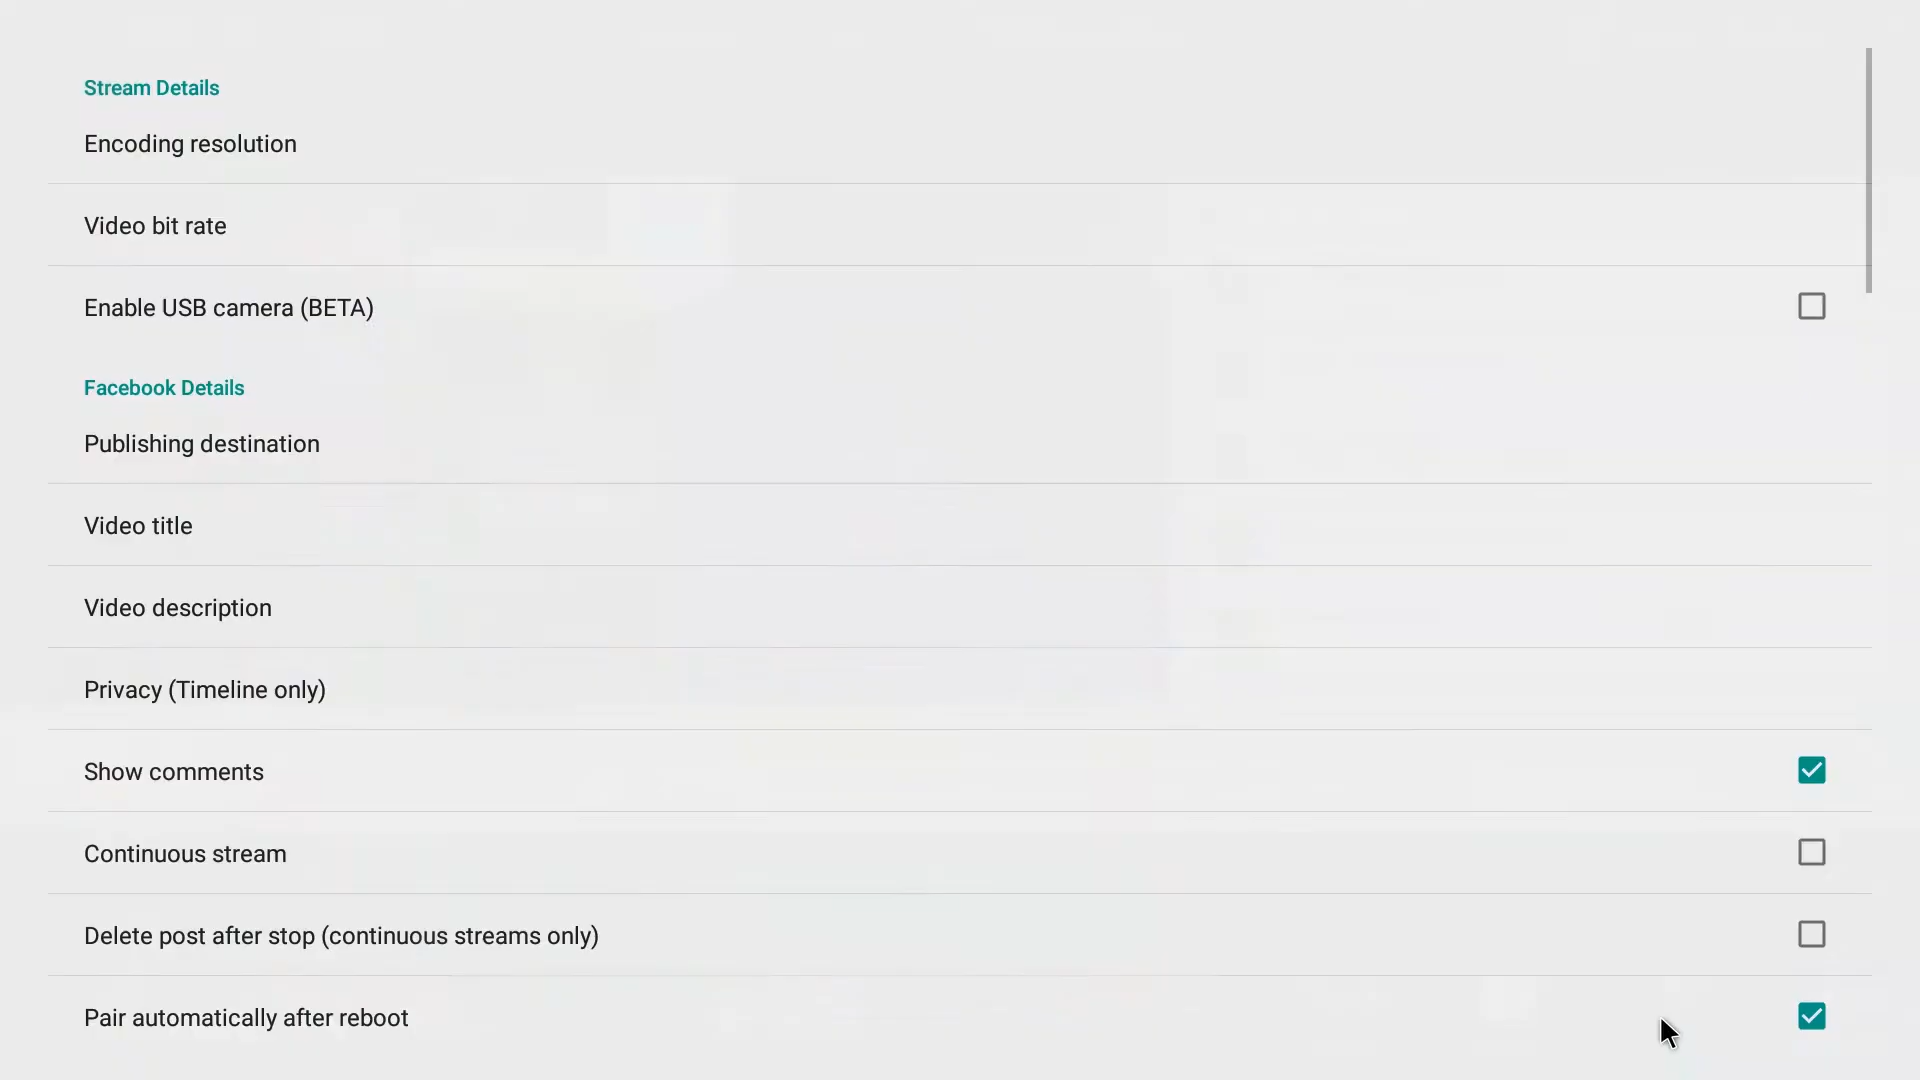 Stream Details
Encoding resolution
Video bit rate
Enable USB camera (BETA)
Facebook Details
Publishing destination
Video title
Video description
Privacy (Timeline only)
Show comments
Continuous stream
Delete post after stop (continuous streams only)
Pair automatically after reboot